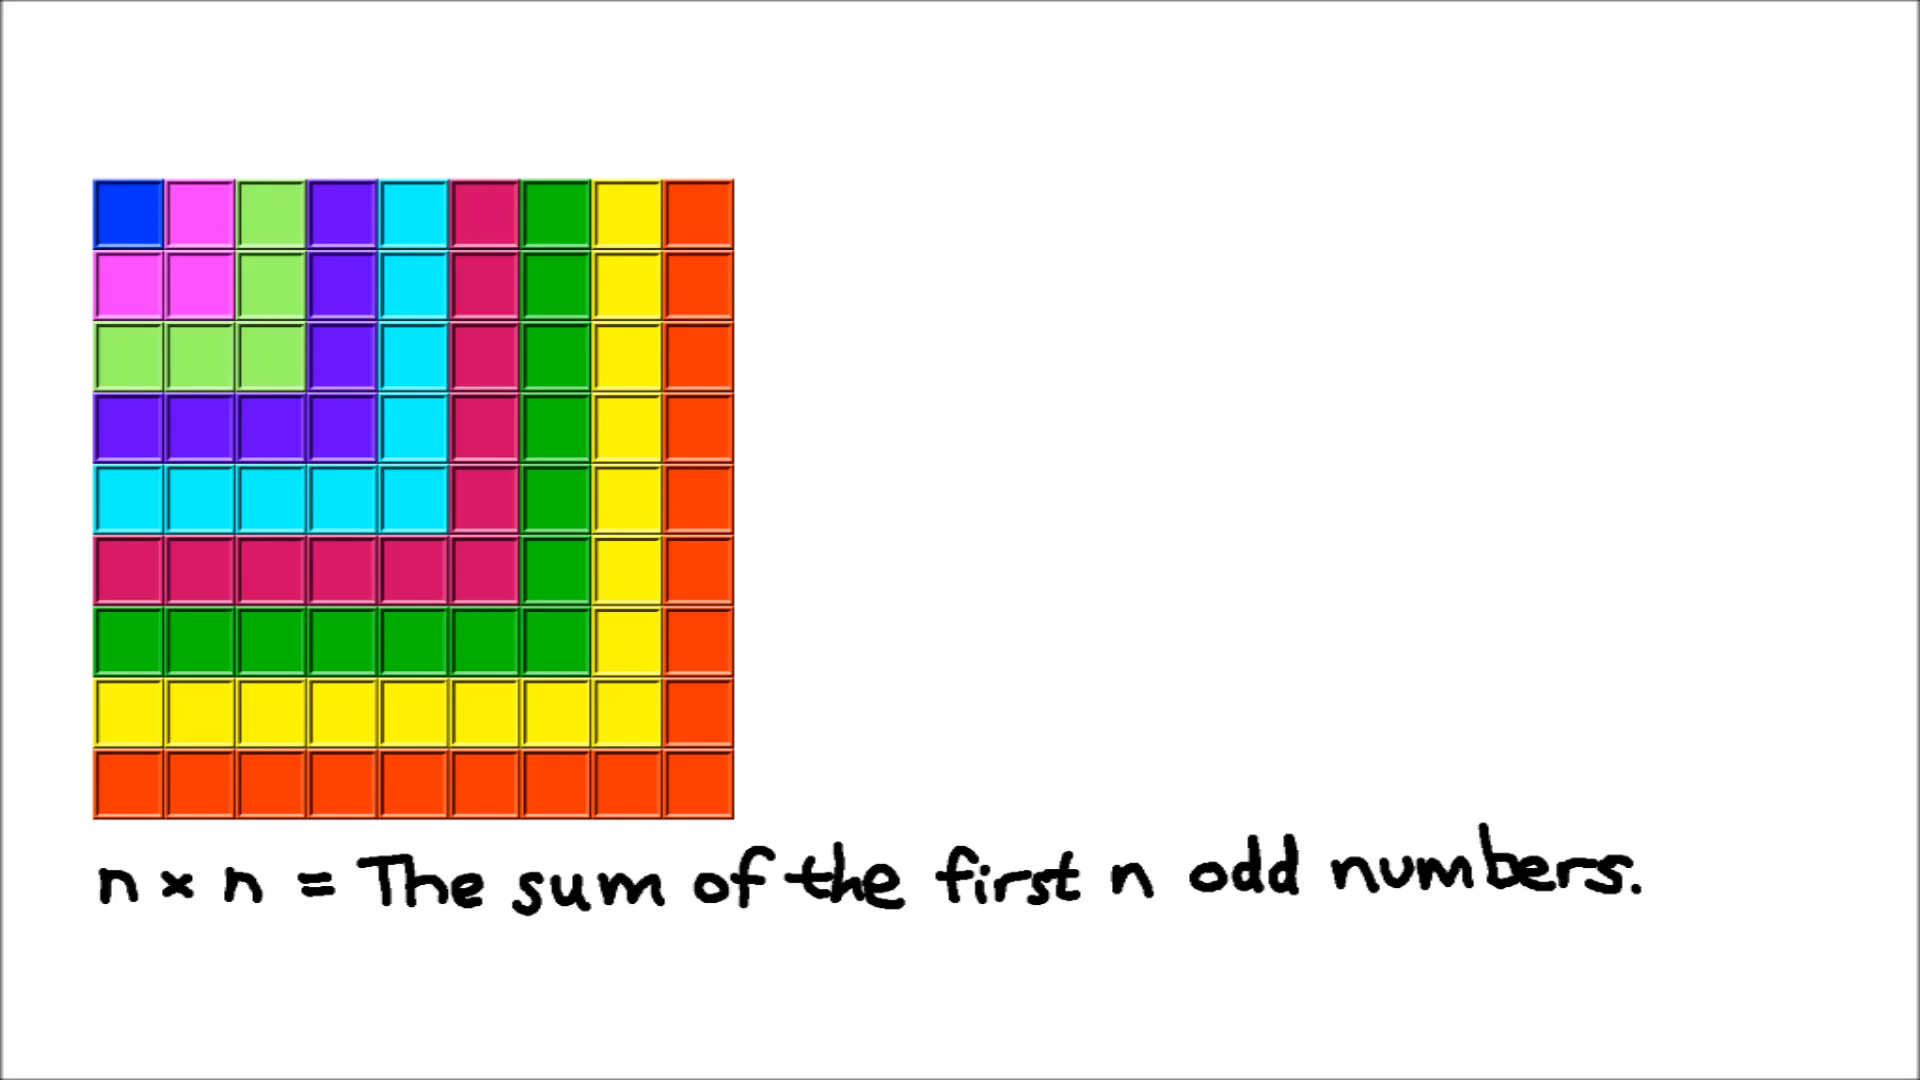 n × n = The sum of the first n odd numbers.